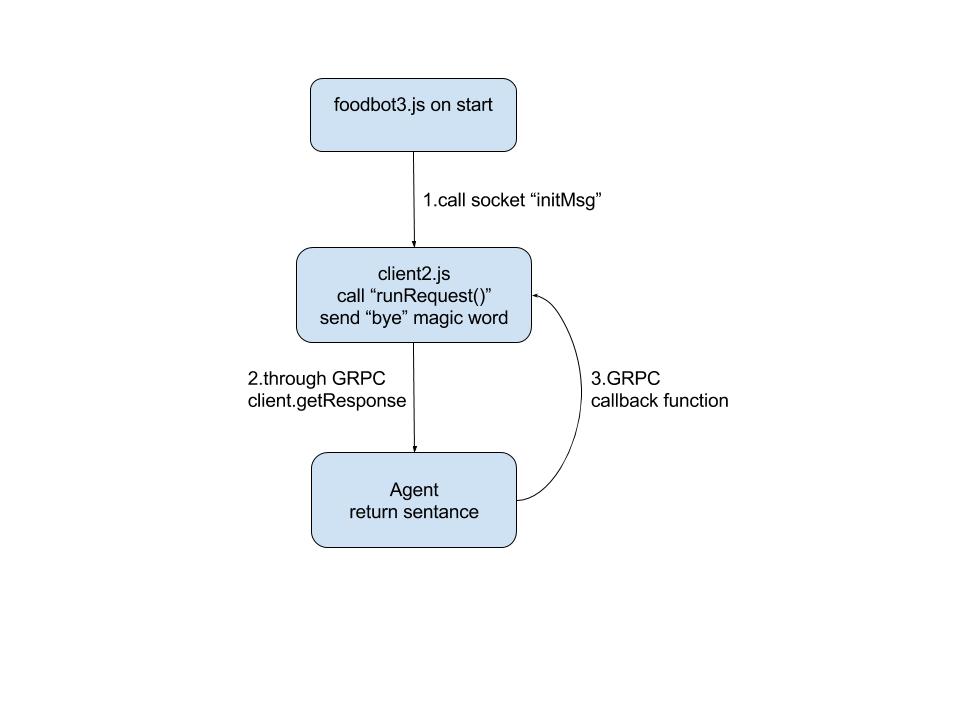 foodbot3.js on start
1.call socket “initMsg”
client2.js
call “runRequest()”
send “bye” magic word
2.through GRPC
client.getResponse
3.GRPC
callback function
Agent
return sentance